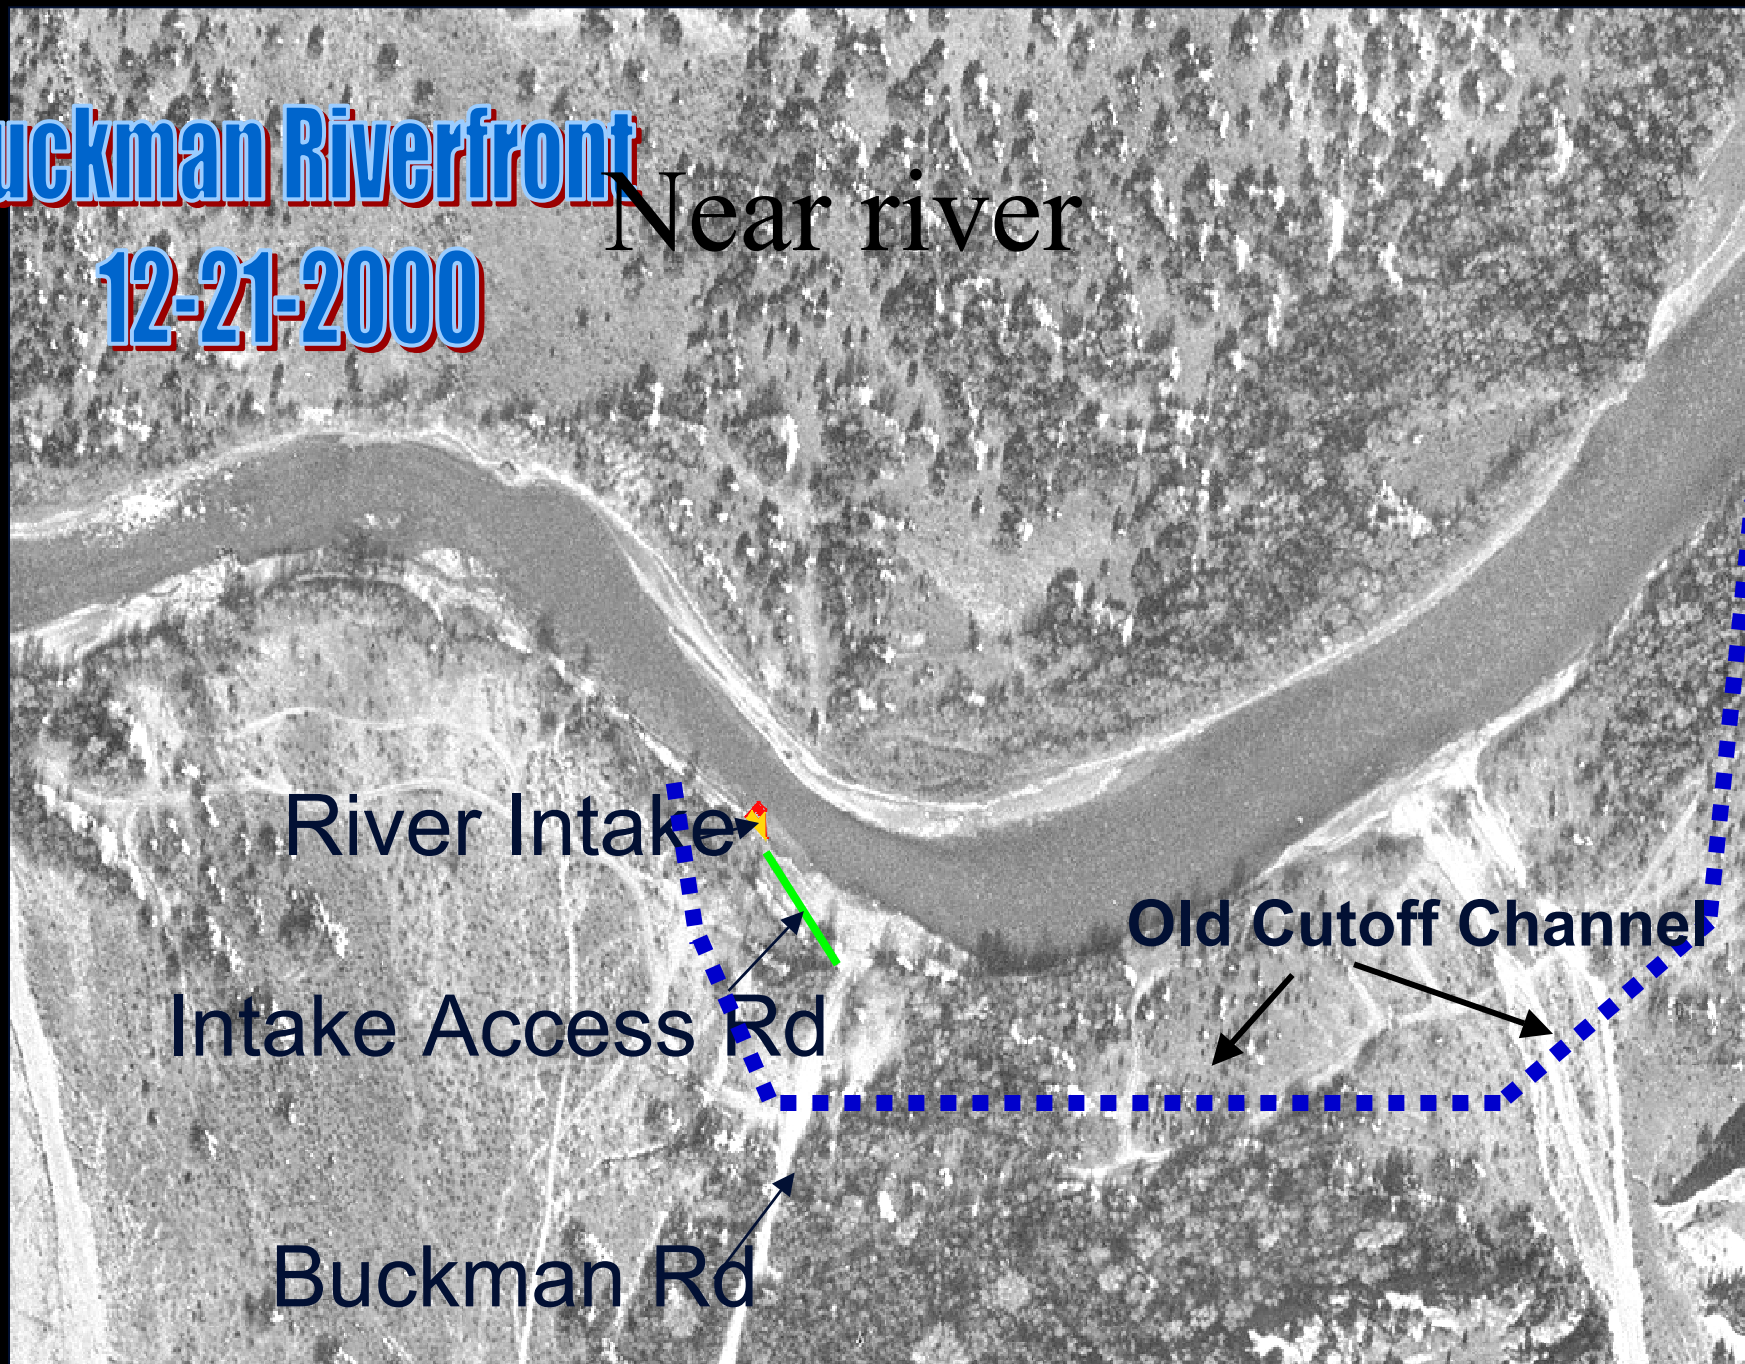 uckman Riverfront
Near river
12-21-2000
River Intake
Old Cutoff Channel
Intake Access Rd
Buckman Rd